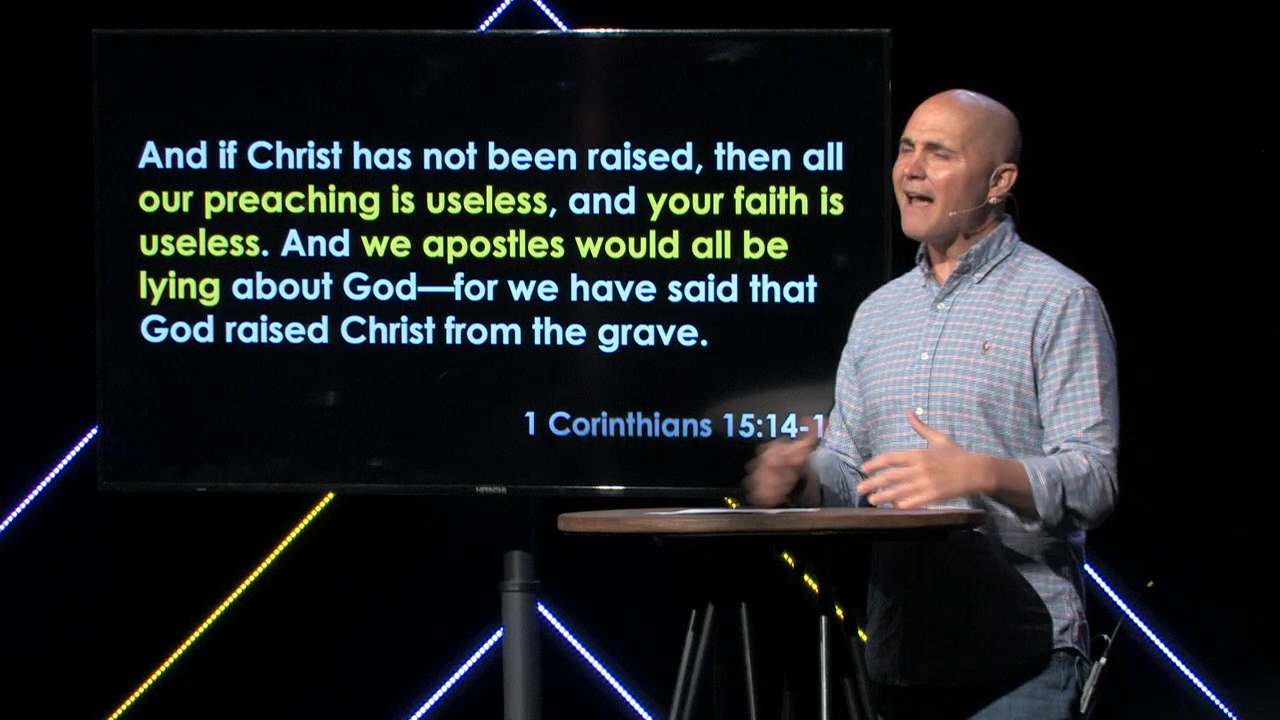 And if Christ has not been raised, then all
our preaching is useless, and your faith is
useless. And we apostles would all be
lying about God—for we have said that
God raised Christ from the grave.
1 Corinthians 15:14-1
HITACHI